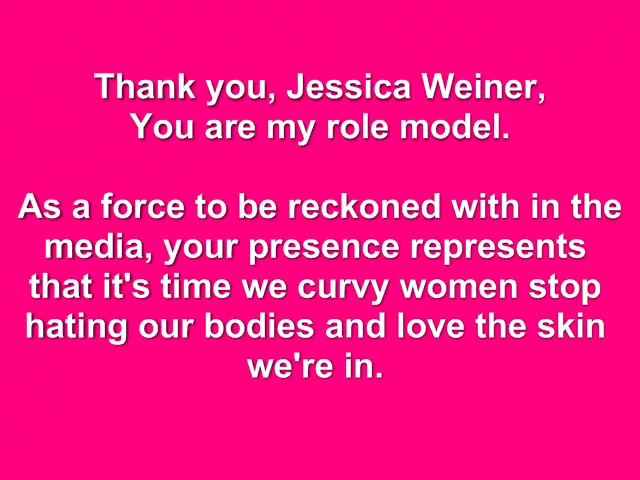 Thank you, Jessica Weiner,
You are my role model.
As a force to be reckoned with in the
media, your presence represents
that it's time we curvy women stop
hating our bodies and love the skin
we're in.